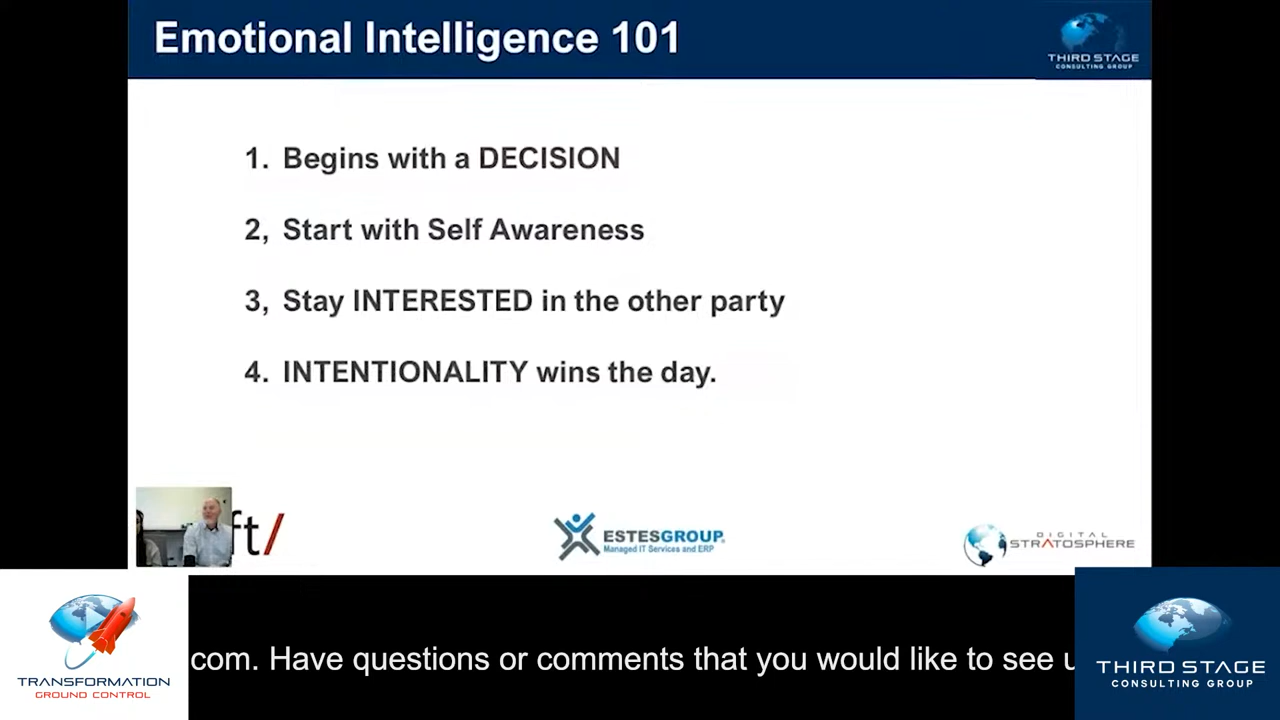 Emotional Intelligence 101
THIRD STAGE
CONSULTING GROUP
1. Begins with a DECISION
2, Start with Self Awareness
3, Stay INTERESTED in the other party
4. INTENTIONALITY wins the day.
ft/
ESTESGROUP
Managed IT Services and ERP
DIGITAL
STRATOSPHERE
TRANSFORMATION
GROUND CONTROL
com. Have questions or comments that you would like to see u
THIRD STAGE
CONSULTING GROUP